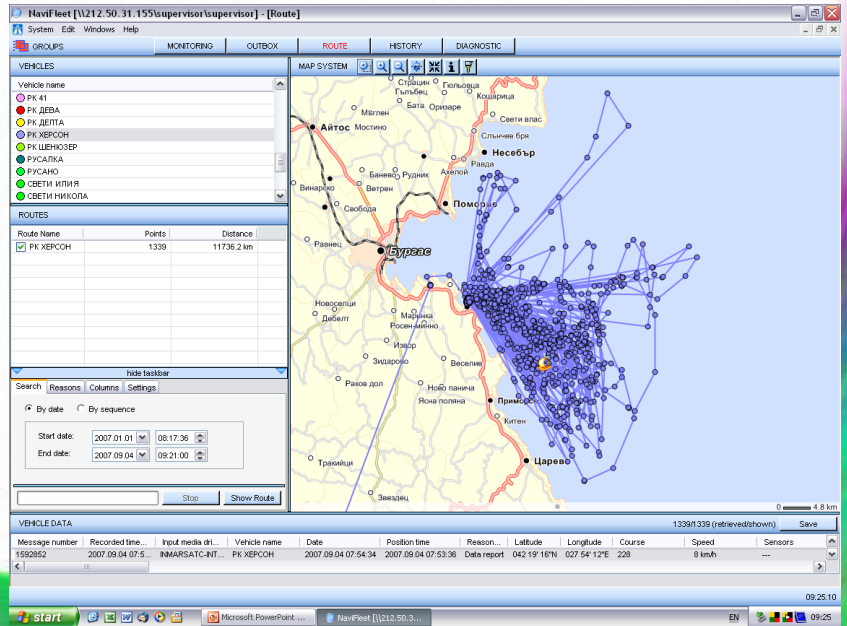 NaviFleet [\\212.50.31.155\supervisor\supervisor] - [Route]
System Edit Windows Help
GROUPS MONITORING OUTBOX ROUTE HISTORY DIAGNOSTIC
VEHICLES
Vehicle name
РК 41
РК ДЕВА
РК ДЕЛТА
РК ХЕРСОН
РК ШЕНЮЗЕР
РУСАЛКА
РУСАНО
СВЕТИ ИЛИЯ
СВЕТИ НИКОЛА
ROUTES
Route Name Points Distance
РК ХЕРСОН 1339 11736.2 km
hide taskbar
Search Reasons Columns Settings
By date By sequence
Start date: 2007.01.01 08:17:36
End date: 2007.09.04 09:21:00
Stop Show Route
MAP SYSTEM
Страцин Гюльовца
Гълъбец Кошарица
Мъглен Бата Оризаре
Свети влас
Айтос Мостино
Слънчев бря
Несебър
Равда
Банево Рудник Ахелой
Винарско Ветрен
Свобода Поморие
Равнец
Бургас
Новоселци
Дебелт Маринка
Росен-минно
Извор
Зидарово Веселие
Раков дол Ново панича
Ясна поляна Примор
Китен
Тракийци Царево
Звездец
0 4.8 km
VEHICLE DATA 1339/1339 (retrieved/shown) Save
Message number Recorded time... Input media dri... Vehicle name Date Position time Reason... Latitude Longitude Course Speed Sensors
1592852 2007.09.04 07:5... INMARSATC-INT... РК ХЕРСОН 2007.09.04 07:54:34 2007.09.04 07:53:36 Data report 042 19' 16"N 027 54' 12"E 228 8 km/h ---
09:25:10
start Microsoft PowerPoint ... NaviFleet [\\212.50.3... EN 09:25